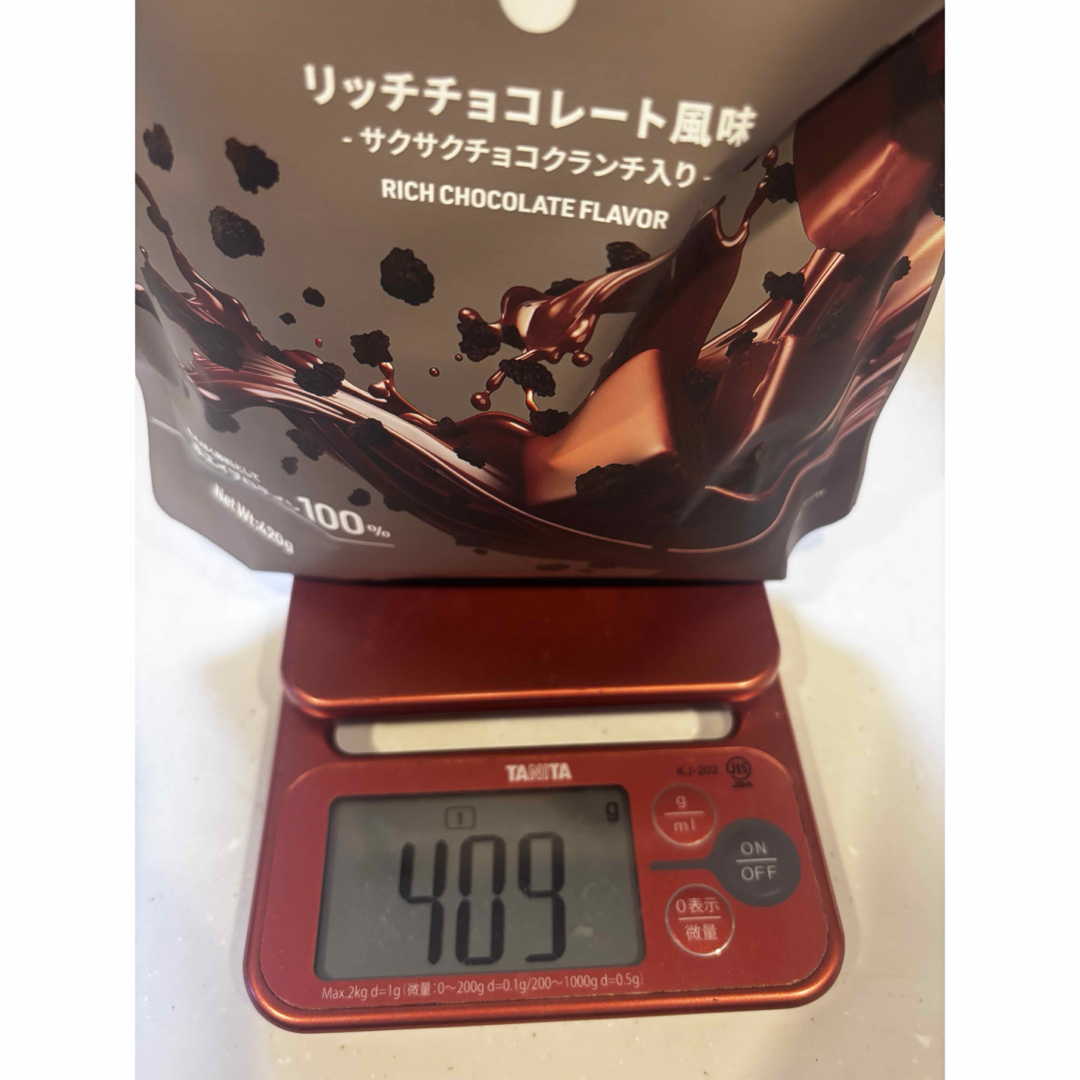 リッチチョコレート風味
- サクサクチョコクランチ入り -
RICH CHOCOLATE FLAVOR
100%
Net Wt:420g
TANITA
KJ-202
JIS
g
ml
ON
OFF
0表示
微量
1
g
409
Max.2kg d=1g(微量:0～200g d=0.1g/200～1000g d=0.5g)